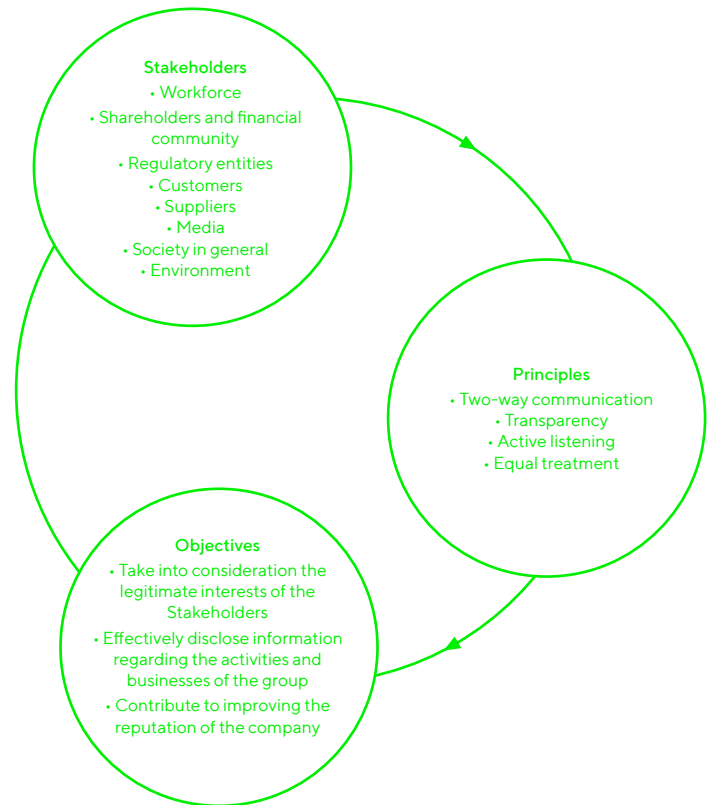 Stakeholders
• Workforce
• Shareholders and financial
community
• Regulatory entities
• Customers
• Suppliers
• Media
• Society in general
• Environment
Principles
• Two-way communication
• Transparency
• Active listening
• Equal treatment
Objectives
• Take into consideration the
legitimate interests of the
Stakeholders
• Effectively disclose information
regarding the activities and
businesses of the group
• Contribute to improving the
reputation of the company